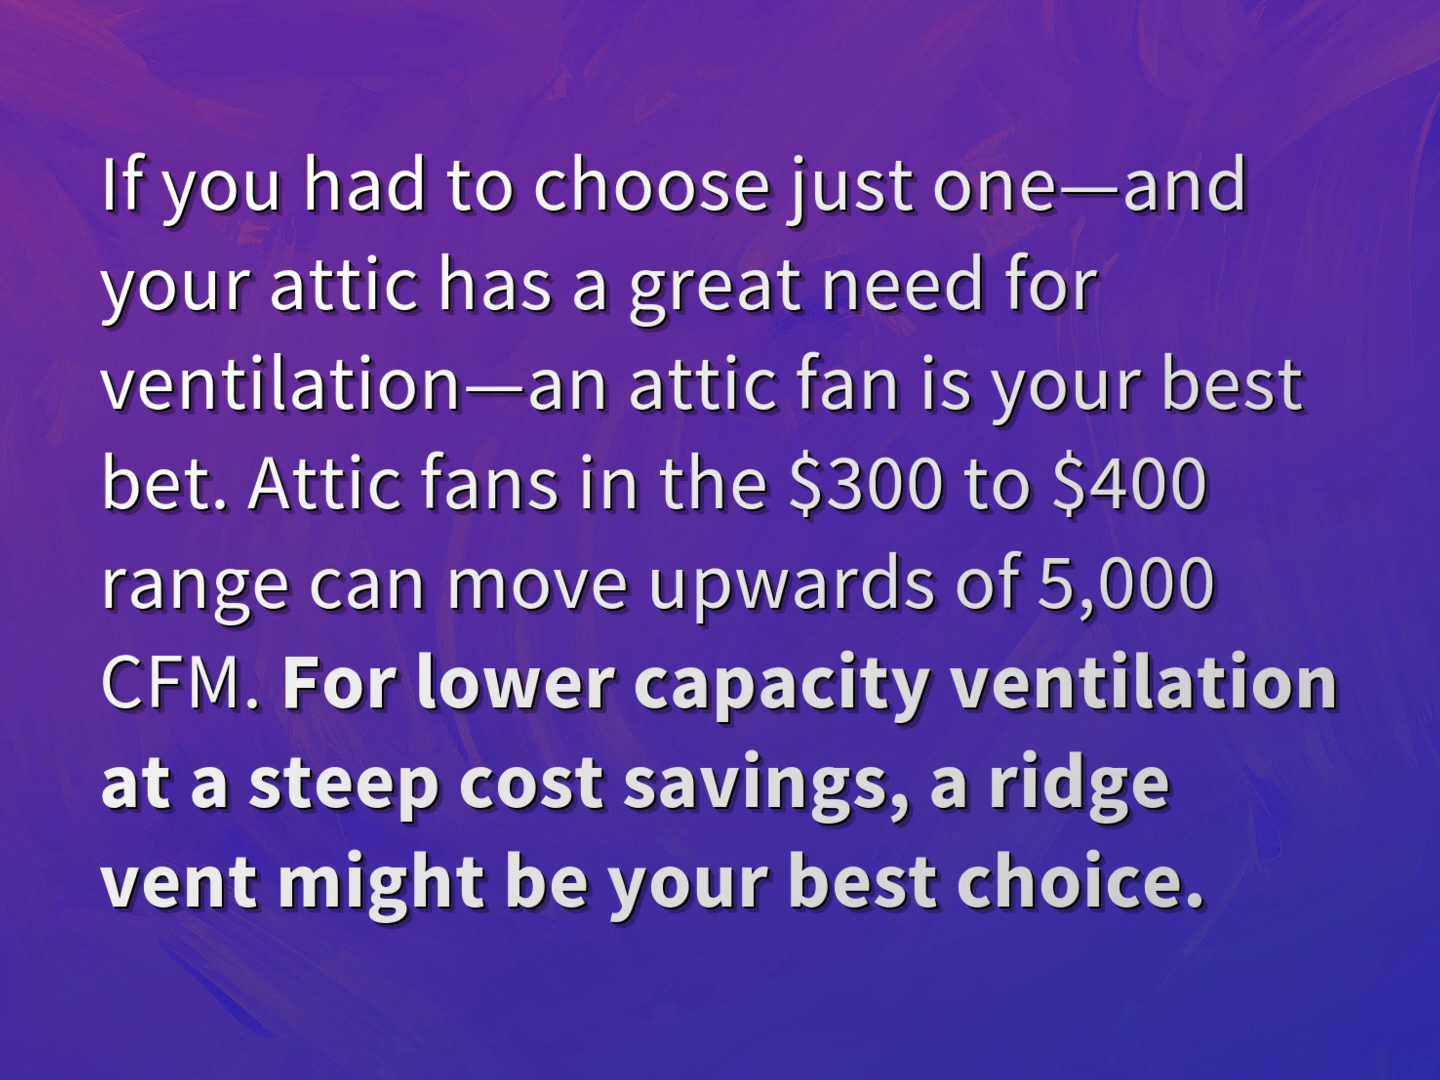 If you had to choose just one—and
your attic has a great need for
ventilation—an attic fan is your best
bet. Attic fans in the $300 to $400
range can move upwards of 5,000
CFM. For lower capacity ventilation
at a steep cost savings, a ridge
vent might be your best choice.